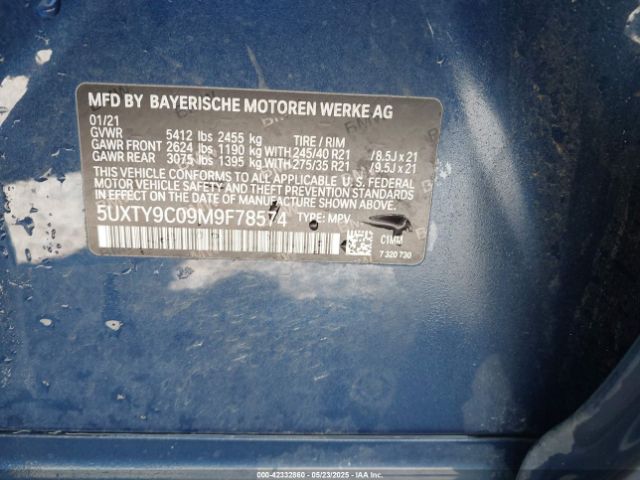 MFD BY BAYERISCHE MOTOREN WERKE AG
01/21
GVWR 5412 lbs 2455 kg TIRE / RIM
GAWR FRONT 2624 lbs 1190 kg WITH 245/40 R21 /8.5J x 21
GAWR REAR 3075 lbs 1395 kg WITH 275/35 R21 /9.5J x 21
THIS VEHICLE CONFORMS TO ALL APPLICABLE U. S. FEDERAL
MOTOR VEHICLE SAFETY AND THEFT PREVENTION STANDARDS
IN EFFECT ON THE DATE OF MANUFACTURE SHOWN ABOVE.
5UXTY9C09M9F78574 TYPE: MPV
C1MM
7 320 730
000-42332860 - 05/23/2025 - IAAI.COM